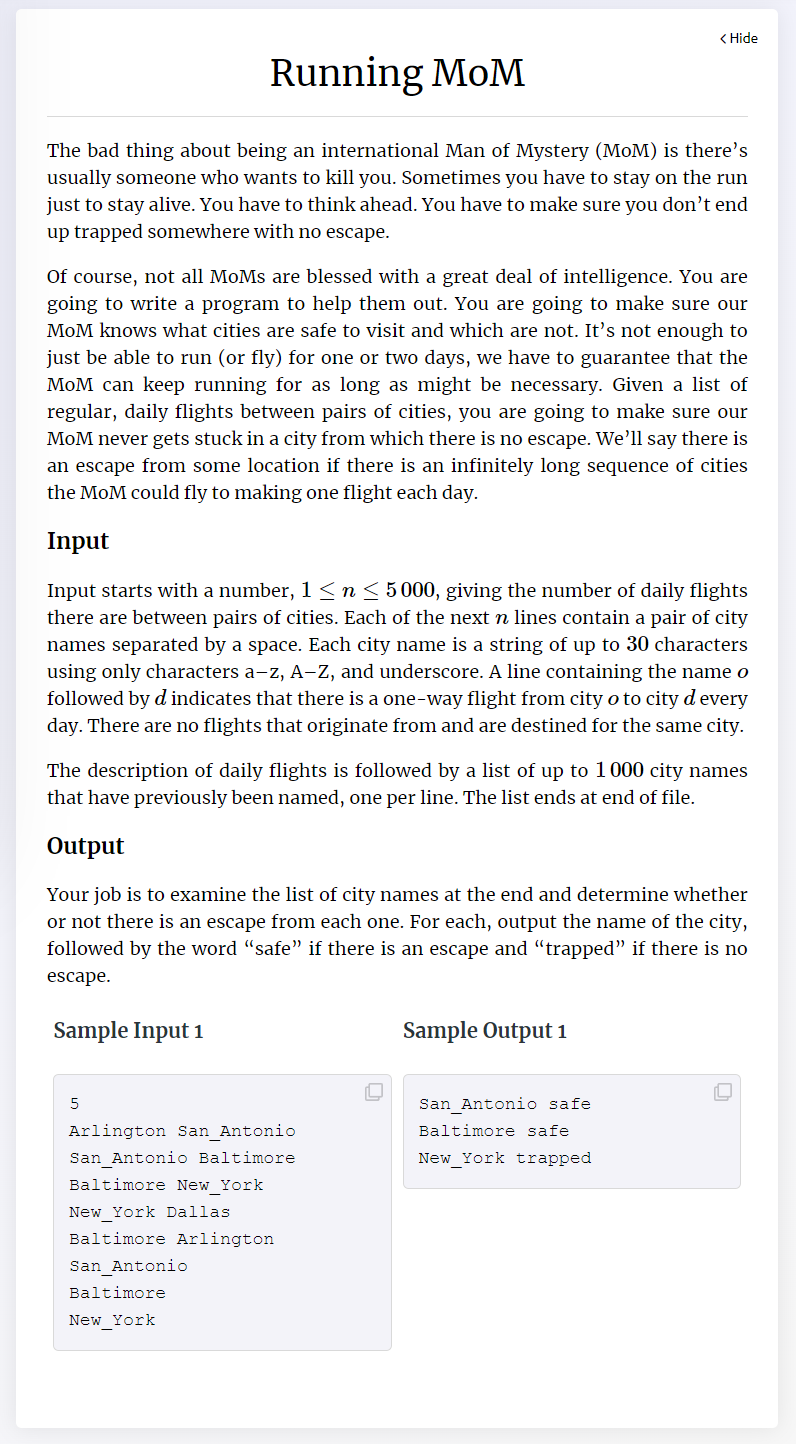 Hide
Running MoM
The bad thing about being an international Man of Mystery (MoM) is there’s
usually someone who wants to kill you. Sometimes you have to stay on the run
just to stay alive. You have to think ahead. You have to make sure you don’t end
up trapped somewhere with no escape.
Of course, not all MoMs are blessed with a great deal of intelligence. You are
going to write a program to help them out. You are going to make sure our
MoM knows what cities are safe to visit and which are not. It’s not enough to
just be able to run (or fly) for one or two days, we have to guarantee that the
MoM can keep running for as long as might be necessary. Given a list of
regular, daily flights between pairs of cities, you are going to make sure our
MoM never gets stuck in a city from which there is no escape. We’ll say there is
an escape from some location if there is an infinitely long sequence of cities
the MoM could fly to making one flight each day.
Input
Input starts with a number, 1 ≤ n ≤ 5 000, giving the number of daily flights
there are between pairs of cities. Each of the next n lines contain a pair of city
names separated by a space. Each city name is a string of up to 30 characters
using only characters a–z, A–Z, and underscore. A line containing the name o
followed by d indicates that there is a one-way flight from city o to city d every
day. There are no flights that originate from and are destined for the same city.
The description of daily flights is followed by a list of up to 1 000 city names
that have previously been named, one per line. The list ends at end of file.
Output
Your job is to examine the list of city names at the end and determine whether
or not there is an escape from each one. For each, output the name of the city,
followed by the word “safe” if there is an escape and “trapped” if there is no
escape.
Sample Input 1
5
Arlington San_Antonio
San_Antonio Baltimore
Baltimore New_York
New_York Dallas
Baltimore Arlington
San_Antonio
Baltimore
New_York
Sample Output 1
San_Antonio safe
Baltimore safe
New_York trapped